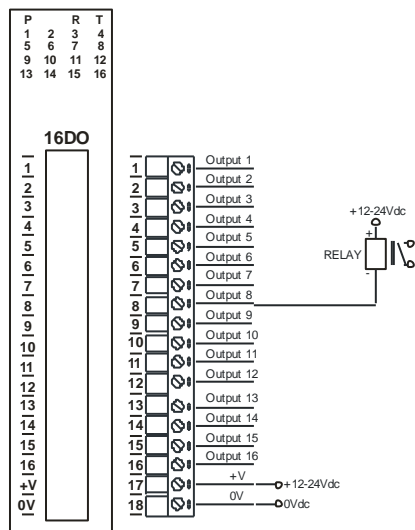 P R T
1 2 3 4
5 6 7 8
9 10 11 12
13 14 15 16
16DO
1 1 Output 1
2 2 Output 2
3 3 Output 3
4 4 Output 4
5 5 Output 5
6 6 Output 6
7 7 Output 7
8 8 Output 8
9 9 Output 9
10 10 Output 10
11 11 Output 11
12 12 Output 12
13 13 Output 13
14 14 Output 14
15 15 Output 15
16 16 Output 16
+V 17 +V +12-24Vdc
0V 18 0V 0Vdc
+12-24Vdc
+
RELAY
-